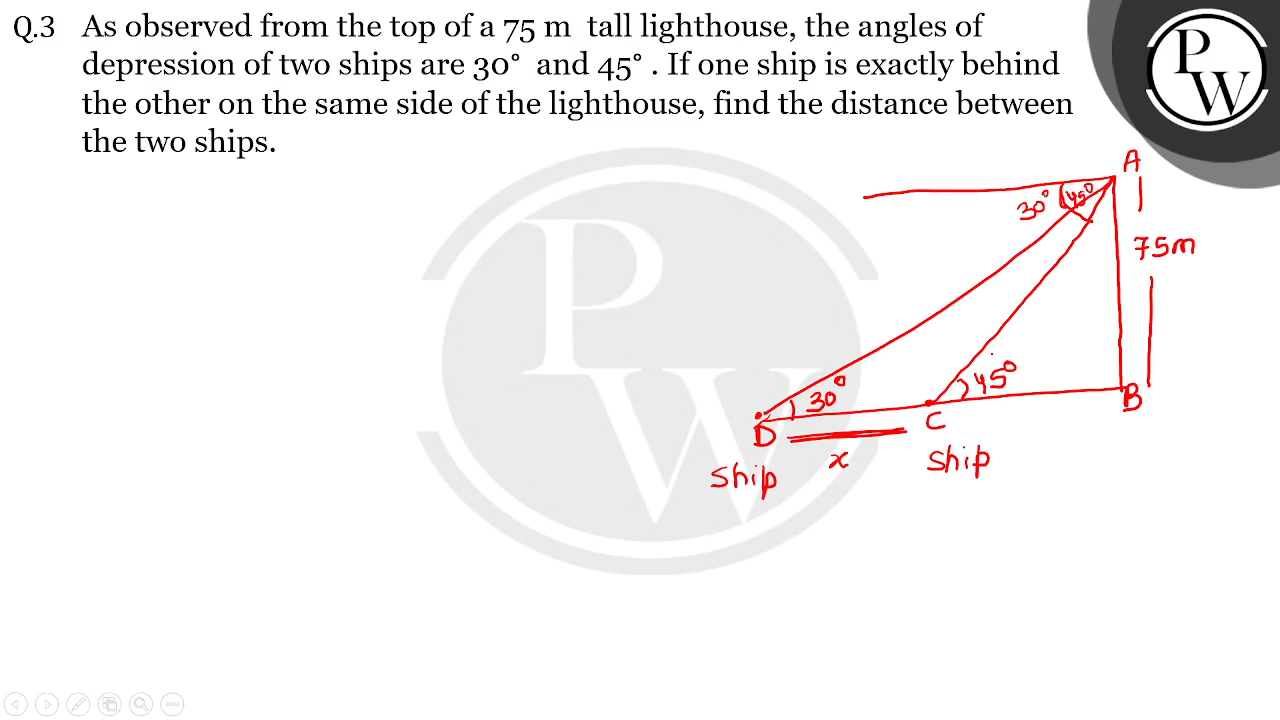 Q.3 As observed from the top of a 75 m tall lighthouse, the angles of
depression of two ships are 30° and 45° . If one ship is exactly behind
the other on the same side of the lighthouse, find the distance between
the two ships.
P
W
A
30° 45°
75m
P
W
30°
45°
B
D
C
x
ship
ship